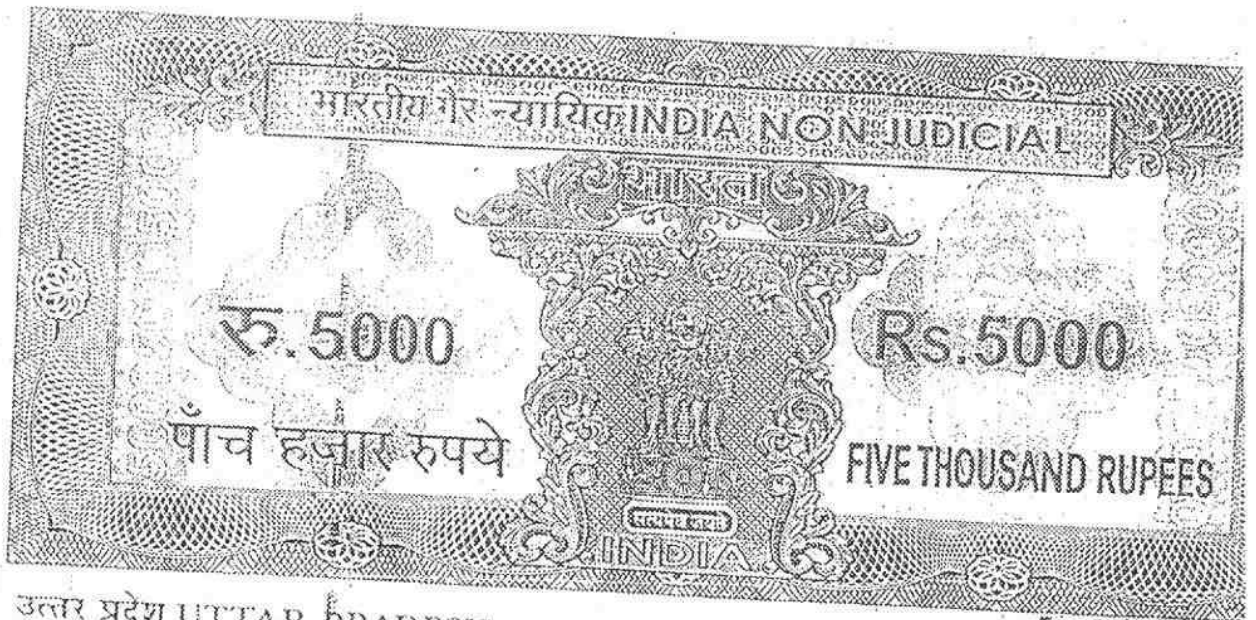 भारतीय गैर न्यायिक INDIA NON JUDICIAL
भारत
रु.5000
Rs.5000
पाँच हजार रुपये
FIVE THOUSAND RUPEES
सत्यमेव जयते
INDIA
उत्तर प्रदेश UTTAR PRADESH